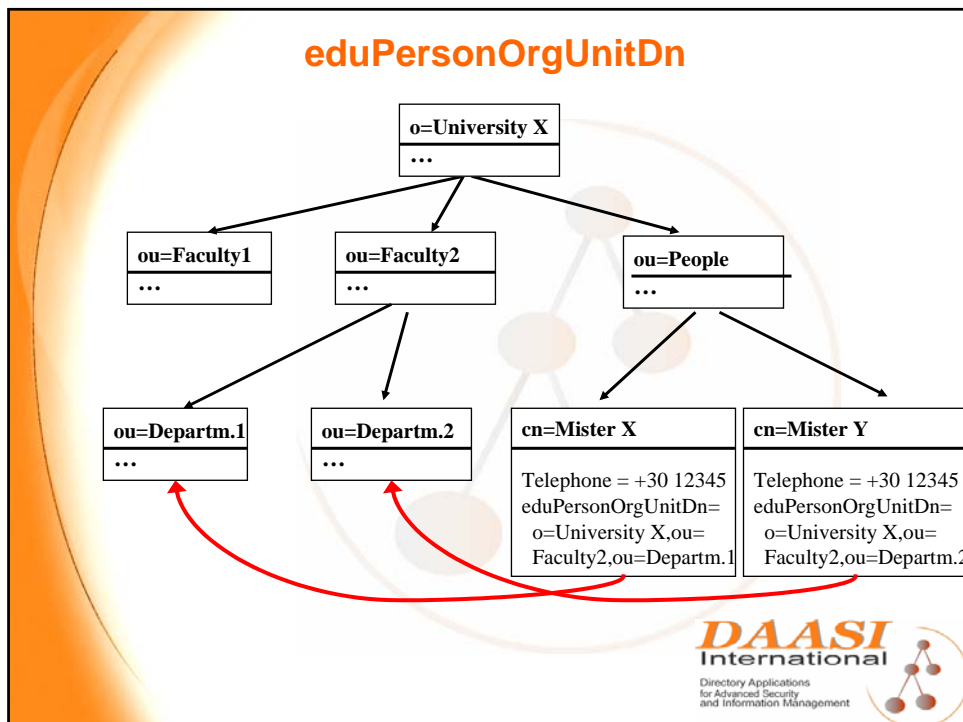 eduPersonOrgUnitDn
o=University X
...
ou=Faculty1
...
ou=Faculty2
...
ou=People
...
ou=Departm.1
...
ou=Departm.2
...
cn=Mister X
Telephone = +30 12345
eduPersonOrgUnitDn=
o=University X,ou=
Faculty2,ou=Departm.1
cn=Mister Y
Telephone = +30 12345
eduPersonOrgUnitDn=
o=University X,ou=
Faculty2,ou=Departm.2
DAASI
International
Directory Applications
for Advanced Security
and Information Management